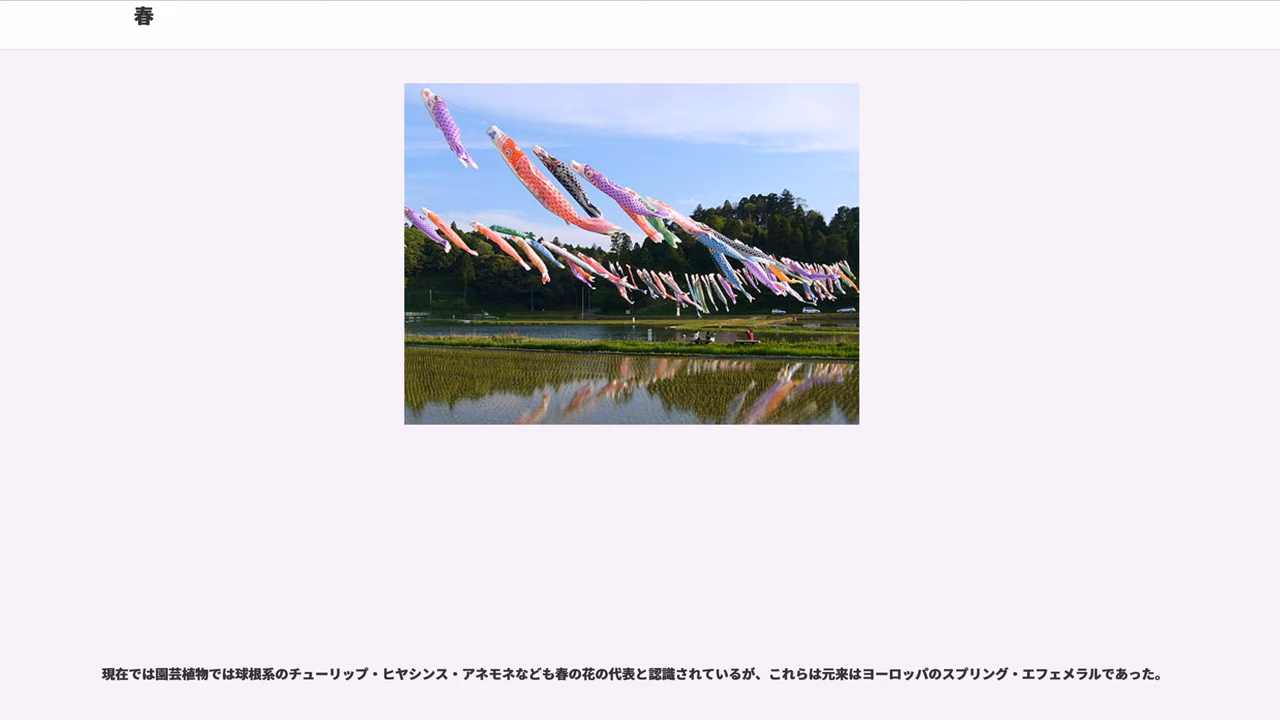 春
現在では園芸植物では球根系のチューリップ・ヒヤシンス・アネモネなども春の花の代表と認識されているが、これらは元来はヨーロッパのスプリング・エフェメラルであった。